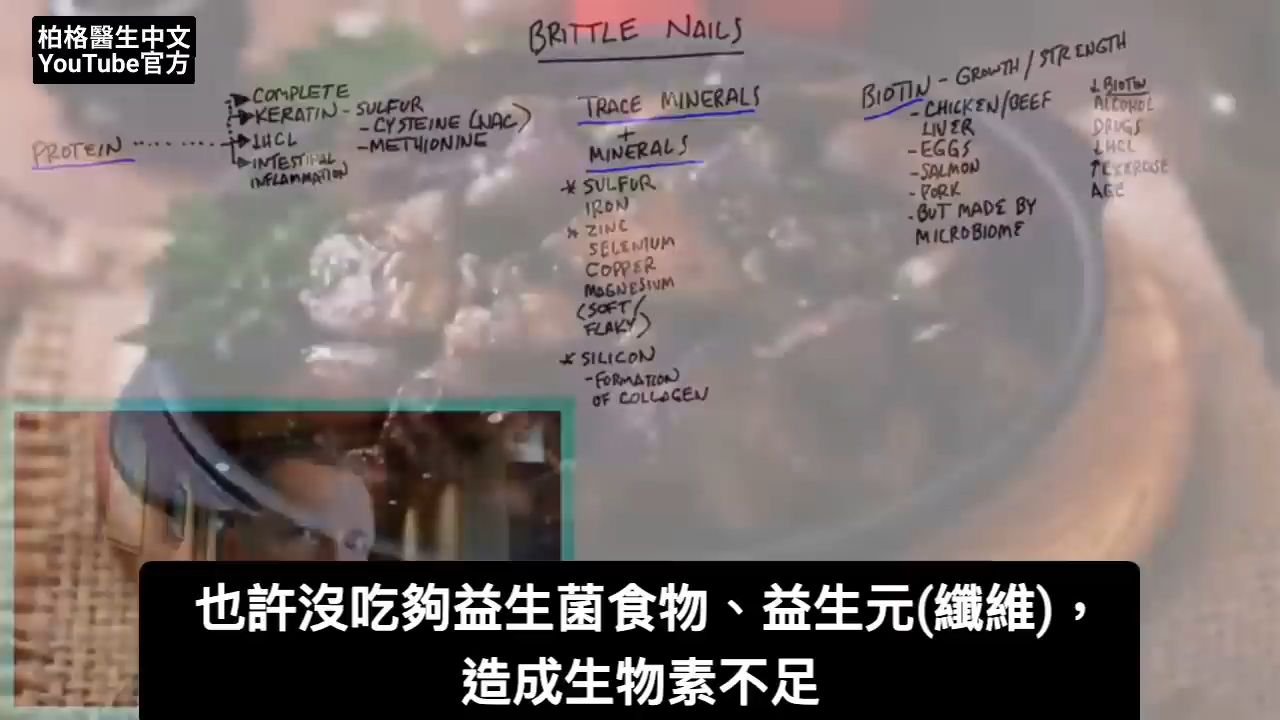 柏格醫生中文
YouTube官方
BRITTLE NAILS
PROTEIN
COMPLETE
KERATIN - SULFUR
- CYSTEINE (NAC)
- METHIONINE
↓HCL
INTESTINAL
INFLAMMATION
TRACE MINERALS
+
MINERALS
* SULFUR
IRON
* ZINC
SELENIUM
COPPER
MAGNESIUM
(SOFT/
FLAKY)
* SILICON
- FORMATION
OF COLLAGEN
BIOTIN - GROWTH/STRENGTH
- CHICKEN/BEEF
LIVER
- EGGS
- SALMON
- PORK
- BUT MADE BY
MICROBIOME
↓BIOTIN
ALCOHOL
DRUGS
↓HCL
↑EXERCISE
AGE
也許沒吃夠益生菌食物、益生元(纖維)，
造成生物素不足